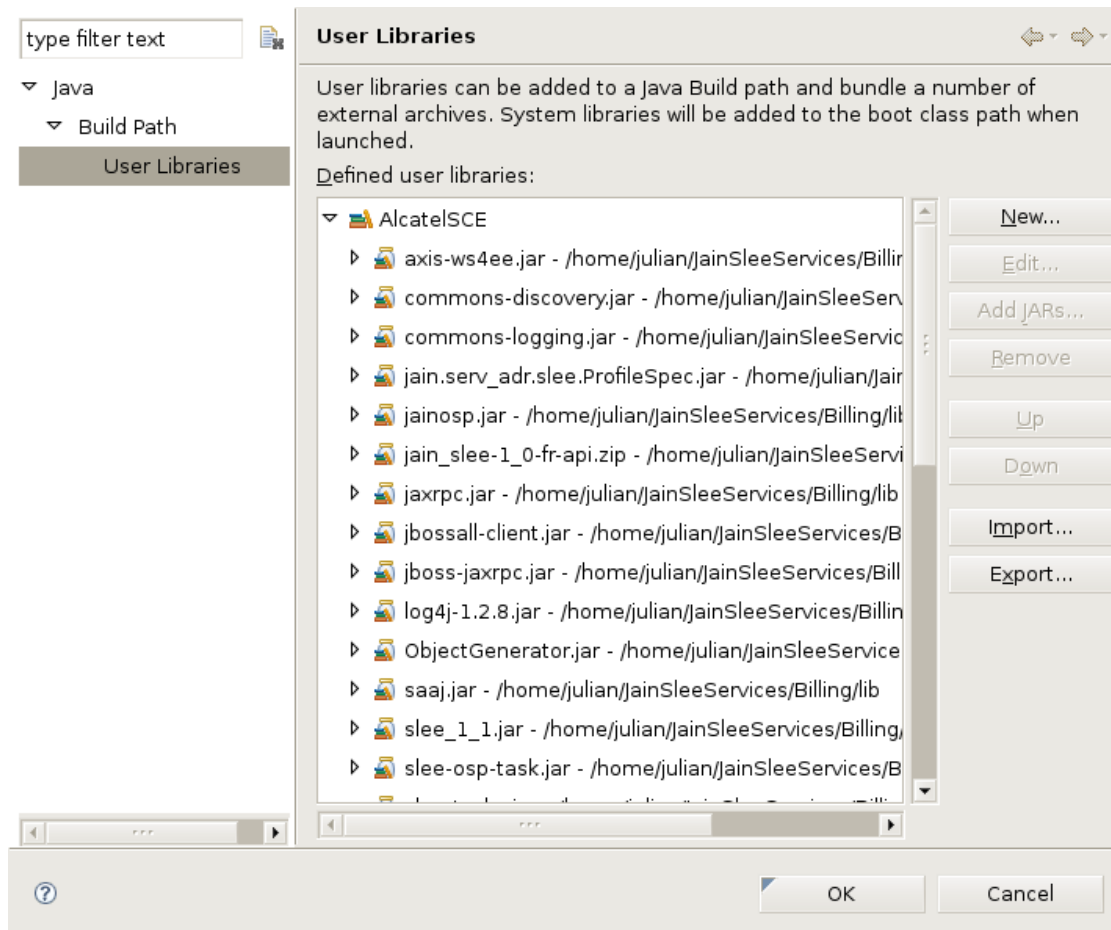 type filter text
Java
Build Path
User Libraries
User Libraries
User libraries can be added to a Java Build path and bundle a number of
external archives. System libraries will be added to the boot class path when
launched.
Defined user libraries:
AlcatelSCE
axis-ws4ee.jar - /home/julian/JainSleeServices/Billin
commons-discovery.jar - /home/julian/JainSleeServ
commons-logging.jar - /home/julian/JainSleeServic
jain.serv_adr.slee.ProfileSpec.jar - /home/julian/Jain
jainosp.jar - /home/julian/JainSleeServices/Billing/lib
jain_slee-1_0-fr-api.zip - /home/julian/JainSleeServi
jaxrpc.jar - /home/julian/JainSleeServices/Billing/lib
jbossall-client.jar - /home/julian/JainSleeServices/B
jboss-jaxrpc.jar - /home/julian/JainSleeServices/Bill
log4j-1.2.8.jar - /home/julian/JainSleeServices/Billin
ObjectGenerator.jar - /home/julian/JainSleeService
saaj.jar - /home/julian/JainSleeServices/Billing/lib
slee_1_1.jar - /home/julian/JainSleeServices/Billing/
slee-osp-task.jar - /home/julian/JainSleeServices/B
New...
Edit...
Add JARs...
Remove
Up
Down
Import...
Export...
OK
Cancel